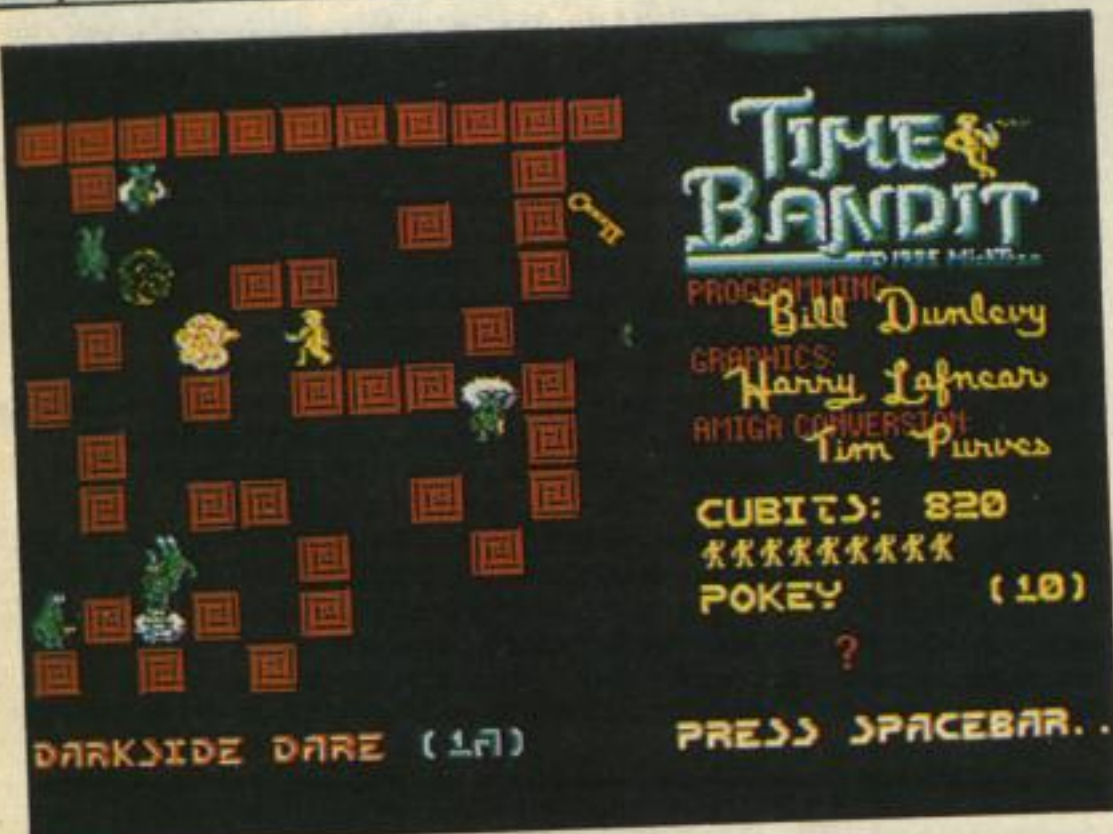 TIME
BANDIT
PROGRAMMING:
Bill Dunlevy
GRAPHICS:
Harry Lafnear
AMIGA CONVERSION:
Tim Purves
CUBITS: 820
POKEY (10)
?
DARKSIDE DARE (1A)
PRESS SPACEBAR..